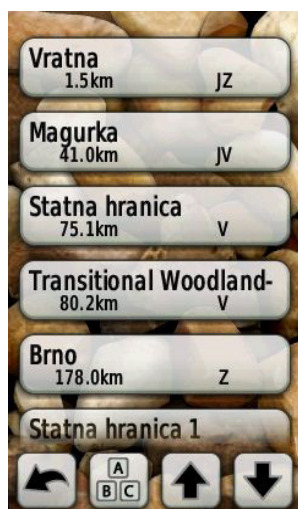 Vratna
1.5km JZ
Magurka
41.0km JV
Statna hranica
75.1km V
Transitional Woodland-
80.2km V
Brno
178.0km Z
Statna hranica 1
A
B C